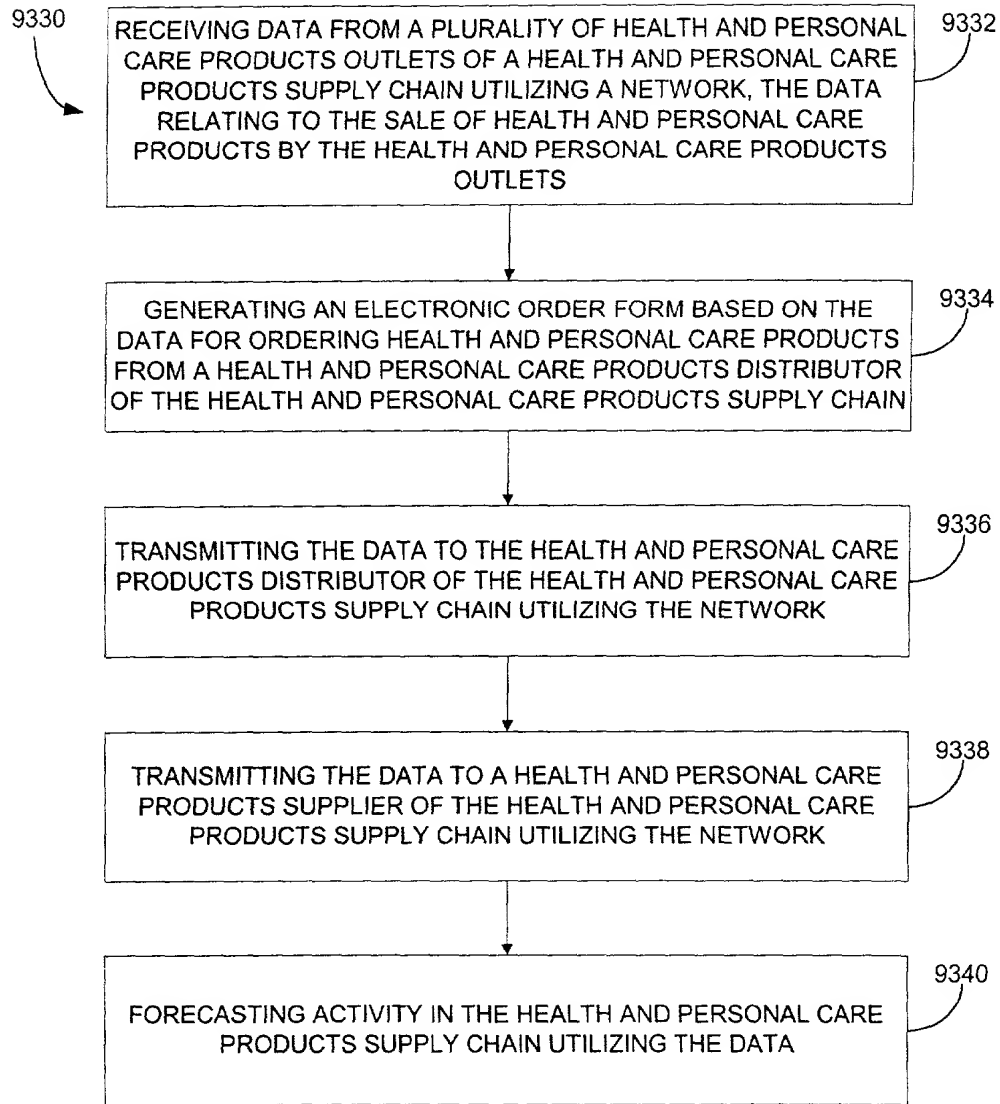 9330
RECEIVING DATA FROM A PLURALITY OF HEALTH AND PERSONAL
CARE PRODUCTS OUTLETS OF A HEALTH AND PERSONAL CARE
PRODUCTS SUPPLY CHAIN UTILIZING A NETWORK, THE DATA
RELATING TO THE SALE OF HEALTH AND PERSONAL CARE
PRODUCTS BY THE HEALTH AND PERSONAL CARE PRODUCTS
OUTLETS
9332
GENERATING AN ELECTRONIC ORDER FORM BASED ON THE
DATA FOR ORDERING HEALTH AND PERSONAL CARE PRODUCTS
FROM A HEALTH AND PERSONAL CARE PRODUCTS DISTRIBUTOR
OF THE HEALTH AND PERSONAL CARE PRODUCTS SUPPLY CHAIN
9334
TRANSMITTING THE DATA TO THE HEALTH AND PERSONAL CARE
PRODUCTS DISTRIBUTOR OF THE HEALTH AND PERSONAL CARE
PRODUCTS SUPPLY CHAIN UTILIZING THE NETWORK
9336
TRANSMITTING THE DATA TO A HEALTH AND PERSONAL CARE
PRODUCTS SUPPLIER OF THE HEALTH AND PERSONAL CARE
PRODUCTS SUPPLY CHAIN UTILIZING THE NETWORK
9338
FORECASTING ACTIVITY IN THE HEALTH AND PERSONAL CARE
PRODUCTS SUPPLY CHAIN UTILIZING THE DATA
9340